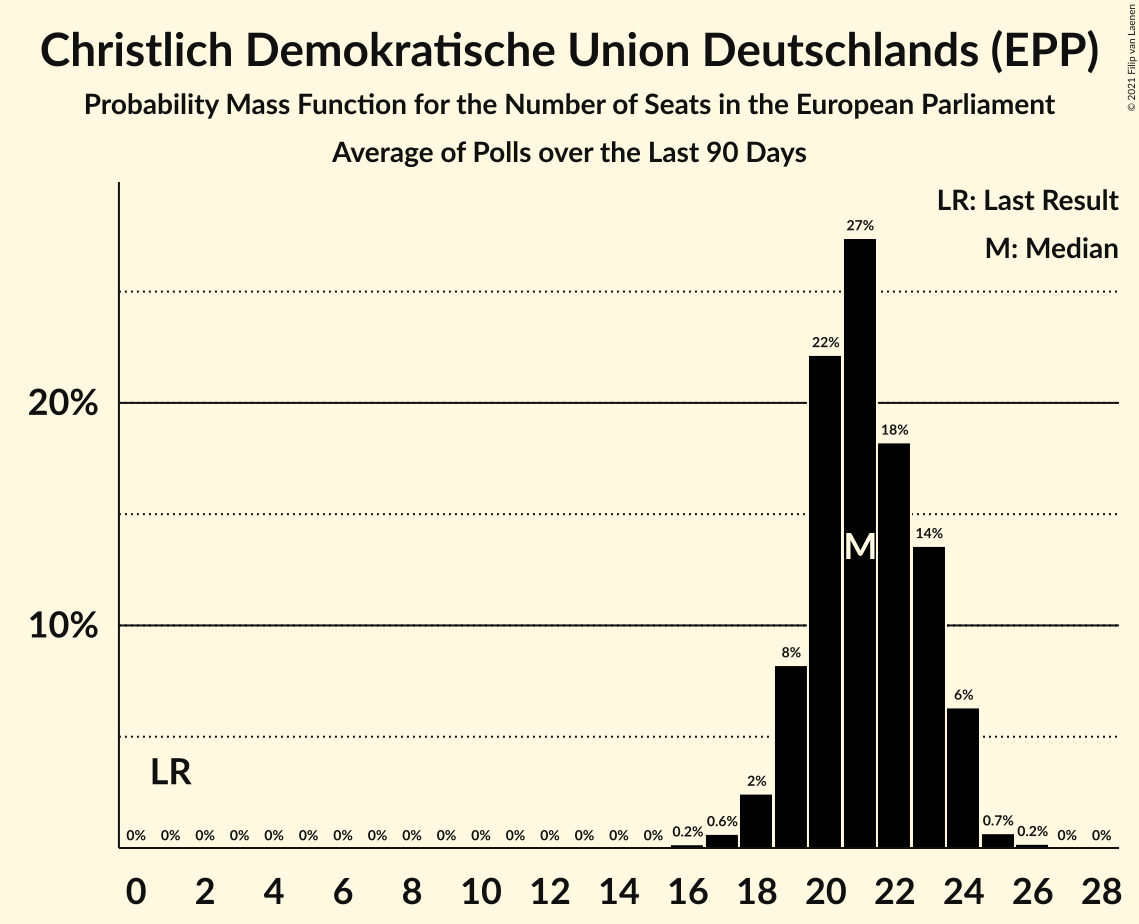 Christlich Demokratische Union Deutschlands (EPP)
Probability Mass Function for the Number of Seats in the European Parliament
Average of Polls over the Last 90 Days
© 2021 Filip van Laenen
LR: Last Result
M: Median
27%
22%
20%
18%
M
14%
10%
8%
6%
LR
2%
0% 0% 0% 0% 0% 0% 0% 0% 0% 0% 0% 0% 0% 0% 0% 0% 0.2% 0.6% 0.7% 0.2% 0% 0%
0 2 4 6 8 10 12 14 16 18 20 22 24 26 28